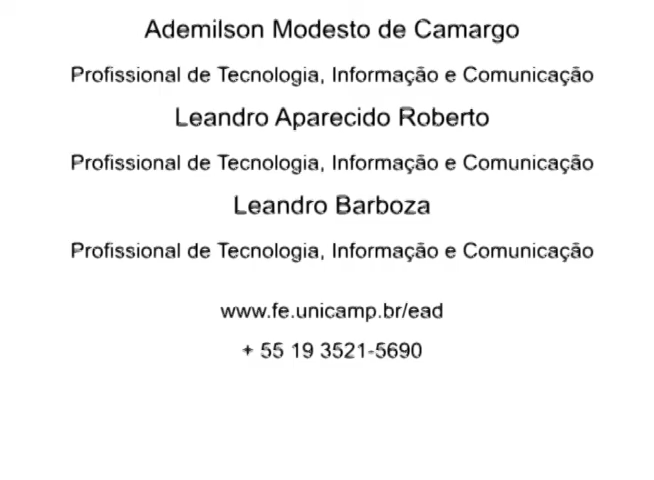 Ademilson Modesto de Camargo
Profissional de Tecnologia, Informação e Comunicação
Leandro Aparecido Roberto
Profissional de Tecnologia, Informação e Comunicação
Leandro Barboza
Profissional de Tecnologia, Informação e Comunicação
www.fe.unicamp.br/ead
+ 55 19 3521-5690